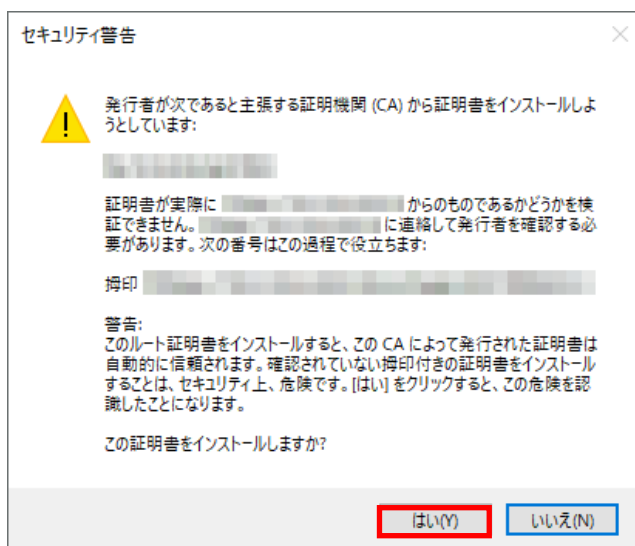 セキュリティ警告
発行者が次であると主張する証明機関 (CA) から証明書をインストールしよ
うとしています:
証明書が実際に からのものであるかどうかを検
証できません。 に連絡して発行者を確認する必
要があります。次の番号はこの過程で役立ちます:
拇印
警告:
このルート証明書をインストールすると、この CA によって発行された証明書は
自動的に信頼されます。確認されていない拇印付きの証明書をインストール
することは、セキュリティ上、危険です。[はい] をクリックすると、この危険を認
識したことになります。
この証明書をインストールしますか?
はい(Y)
いいえ(N)